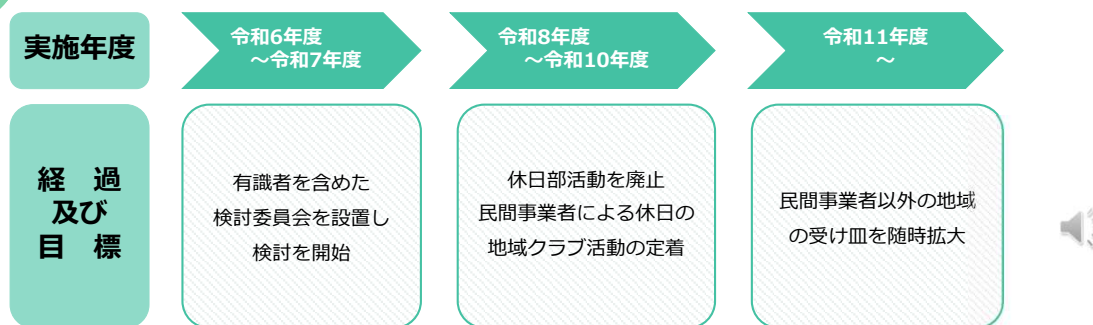 実施年度
令和6年度
～令和7年度
令和8年度
～令和10年度
令和11年度
～
経　過
及び
目　標
有識者を含めた
検討委員会を設置し
検討を開始
休日部活動を廃止
民間事業者による休日の
地域クラブ活動の定着
民間事業者以外の地域
の受け皿を随時拡大